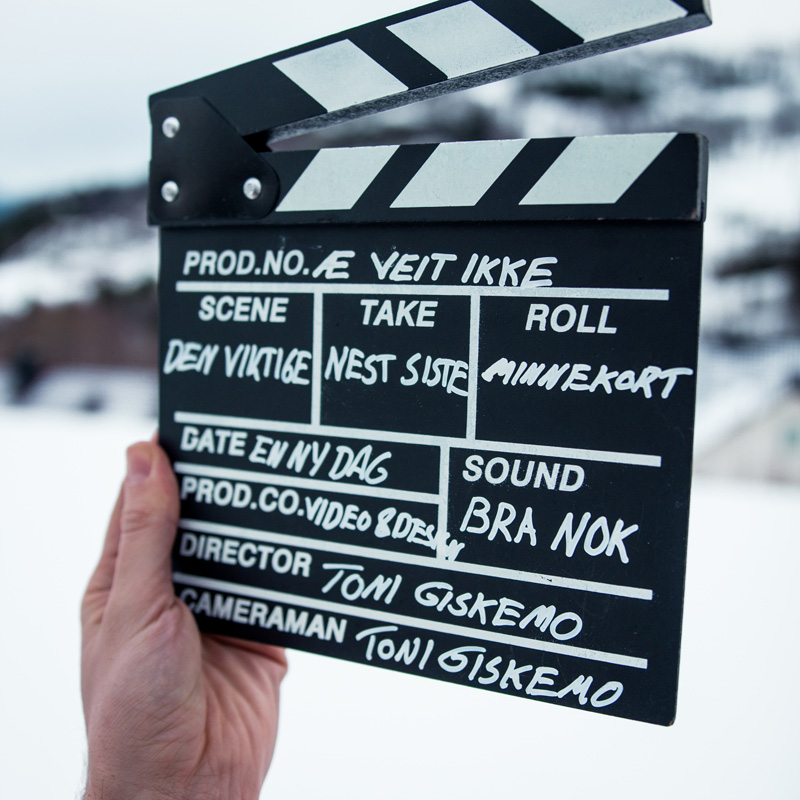 PROD.NO. Æ VEIT IKKE
SCENE TAKE ROLL
DEN VIKTIGE NEST SISTE MINNEKORT
DATE EN NY DAG
SOUND
PROD.CO. VIDEO & DESIGN
BRA NOK
DIRECTOR TONI GISKEMO
CAMERAMAN TONI GISKEMO